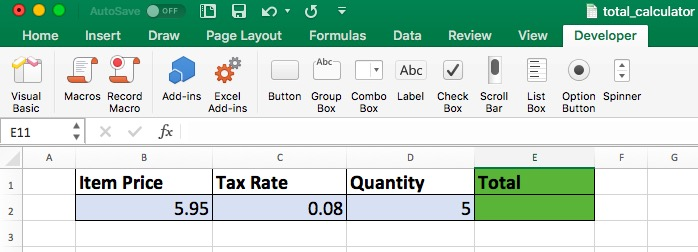 AutoSave OFF total_calculator
Home Insert Draw Page Layout Formulas Data Review View Developer
Abc Abc
Visual Basic Macros Record Macro Add-ins Excel Add-ins Button Group Box Combo Box Label Check Box Scroll Bar List Box Option Button Spinner
E11 fx
A B C D E F G
1 Item Price Tax Rate Quantity Total
2 5.95 0.08 5
3